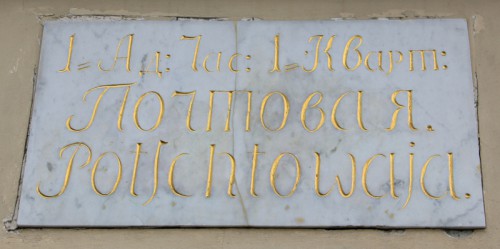 1= Ад: Час: 1= Кварт:
Почтовая.
Potſchtowaja.